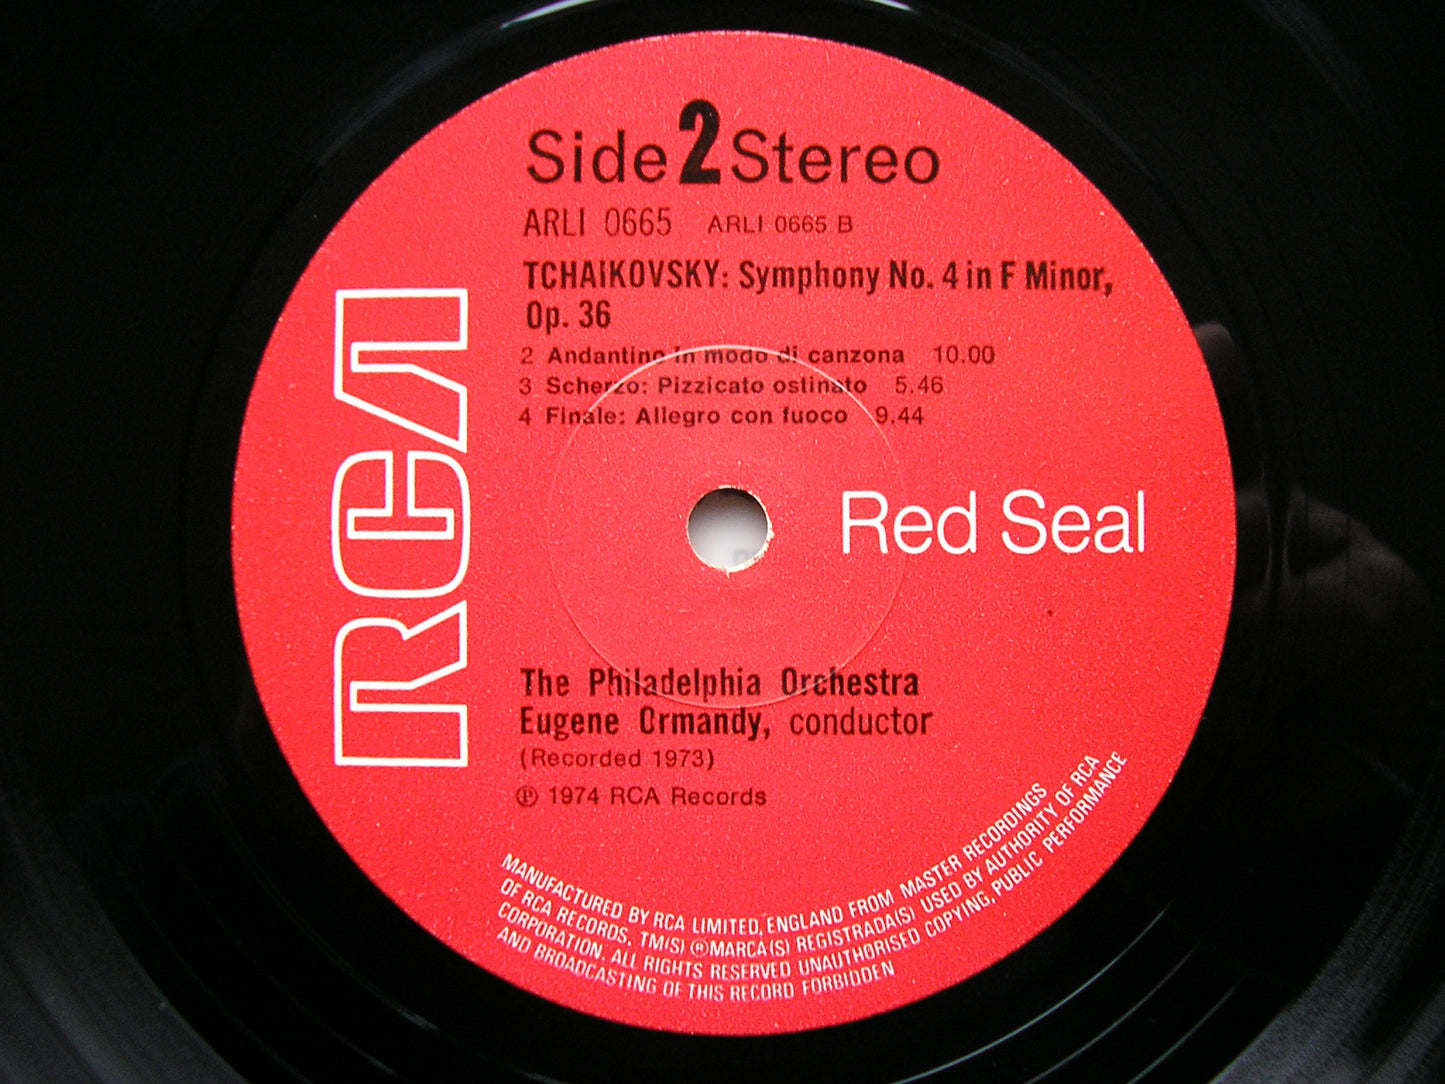 Side 2 Stereo
ARLI 0665 ARLI 0665 B
TCHAIKOVSKY: Symphony No. 4 in F Minor,
Op. 36
2 Andantino in modo di canzona 10.00
3 Scherzo: Pizzicato ostinato 5.46
4 Finale: Allegro con fuoco 9.44
RCA
Red Seal
The Philadelphia Orchestra
Eugene Ormandy, conductor
(Recorded 1973)
℗ 1974 RCA Records
MANUFACTURED BY RCA LIMITED, ENGLAND FROM MASTER RECORDINGS
OF RCA RECORDS. TM(S) ® MARCA(S) REGISTRADA(S) USED BY AUTHORITY OF RCA
CORPORATION. ALL RIGHTS RESERVED UNAUTHORISED COPYING, PUBLIC PERFORMANCE
AND BROADCASTING OF THIS RECORD FORBIDDEN